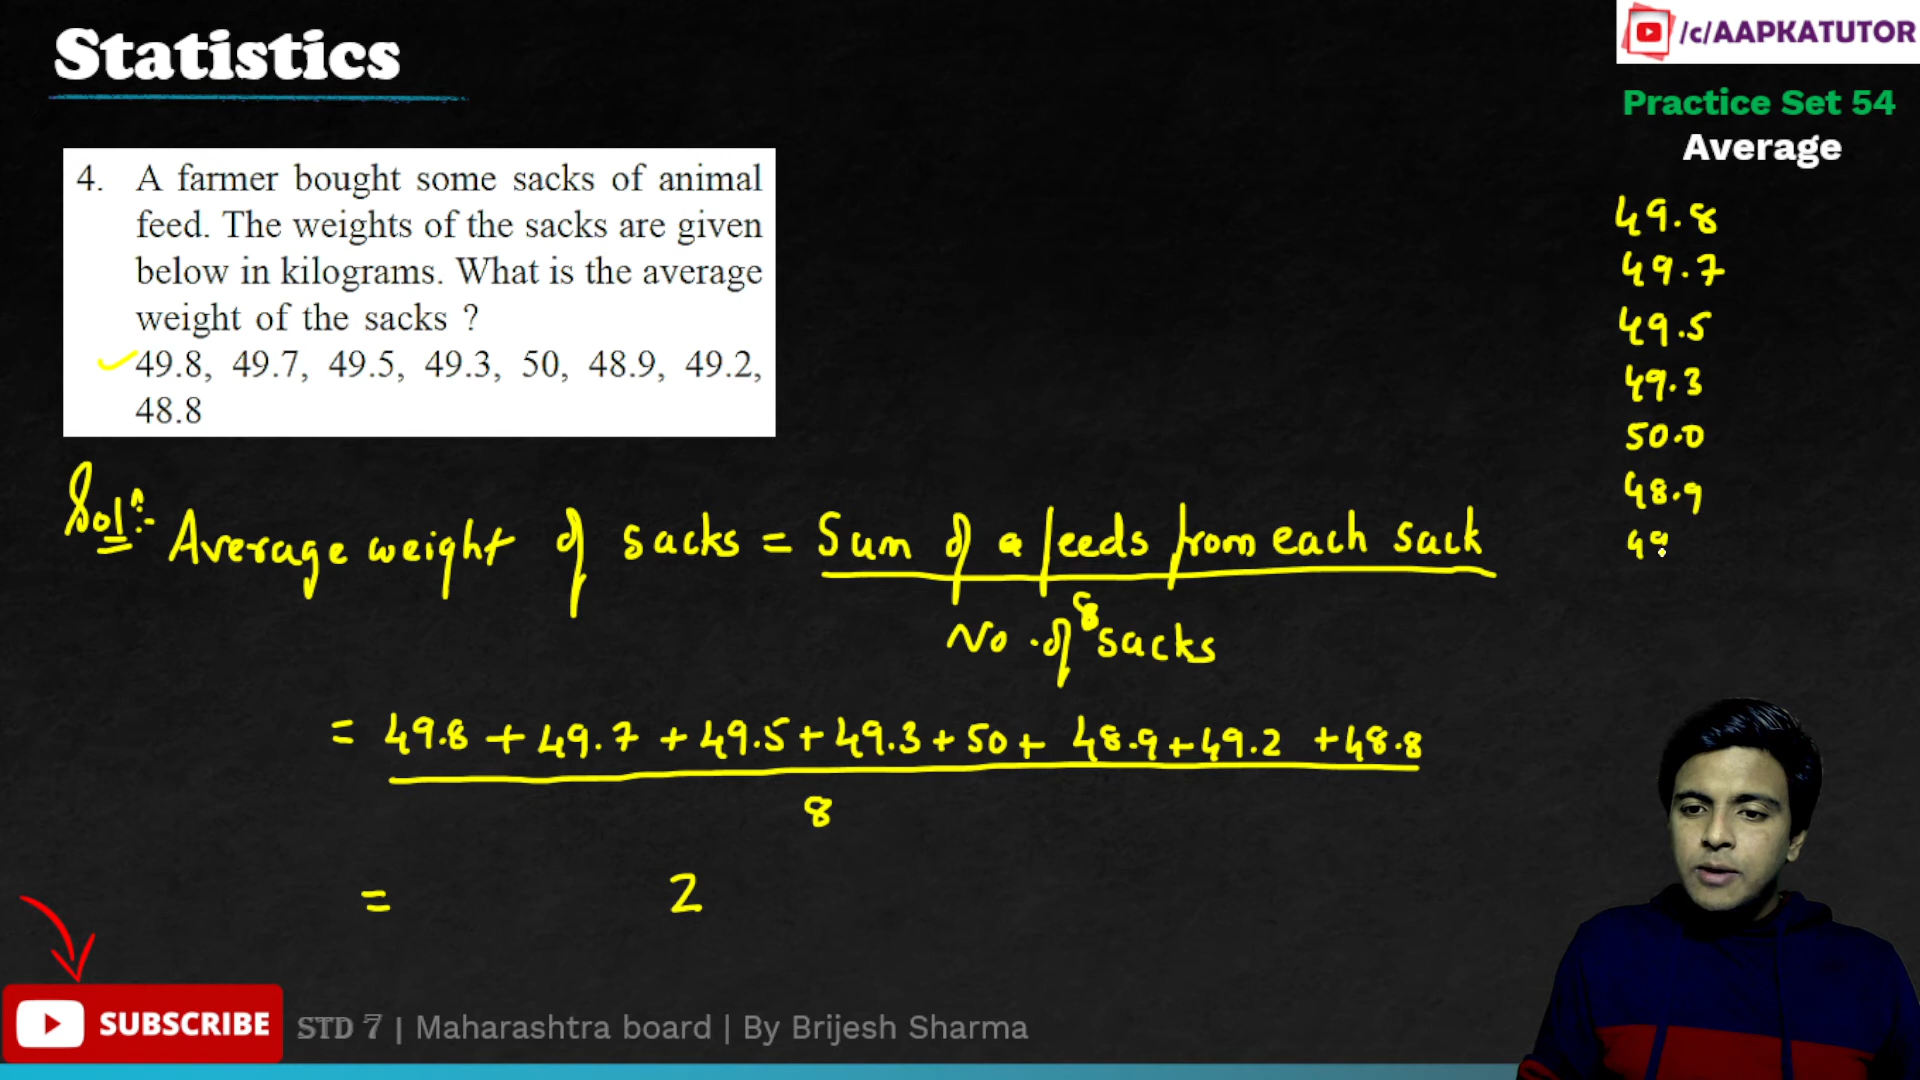 Statistics
/c/AAPKATUTOR
Practice Set 54
Average
4. A farmer bought some sacks of animal
feed. The weights of the sacks are given
below in kilograms. What is the average
weight of the sacks ?
49.8, 49.7, 49.5, 49.3, 50, 48.9, 49.2,
48.8
49.8
49.7
49.5
49.3
50.0
48.9
49
Solⁿ:- Average weight of sacks = Sum of a feeds from each sack
No. of 8 sacks
= 49.8 + 49.7 + 49.5 + 49.3 + 50 + 48.9 + 49.2 + 48.8
8
= 2
SUBSCRIBE
STD 7 | Maharashtra board | By Brijesh Sharma